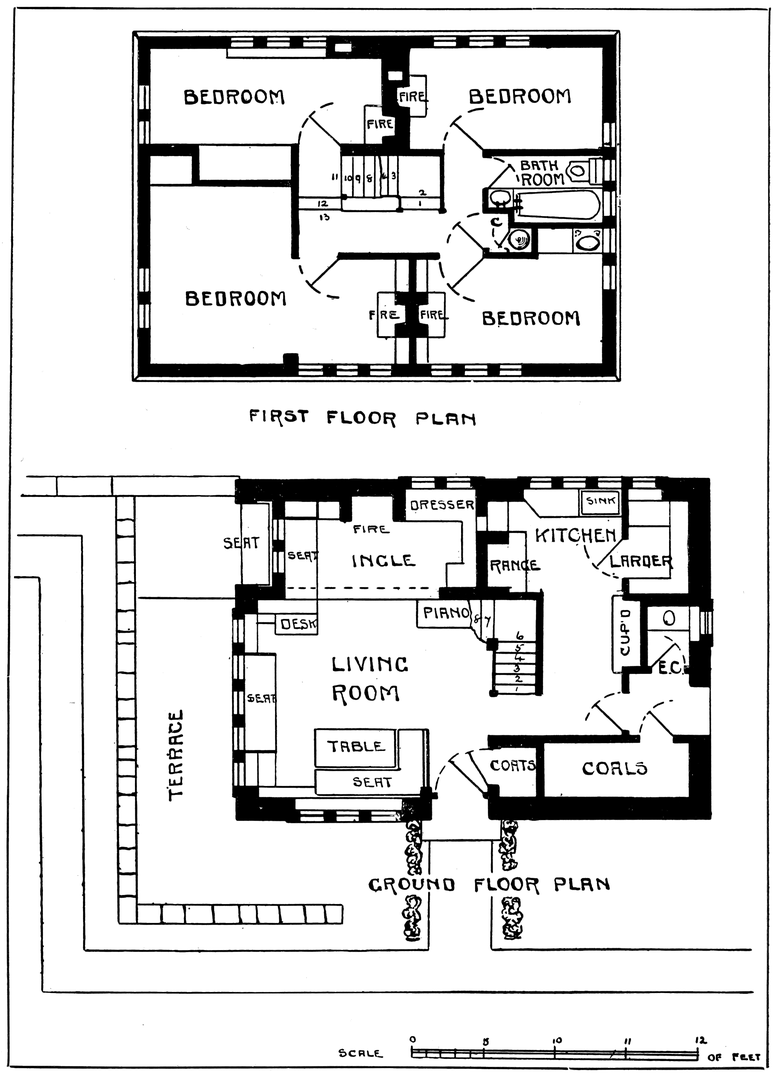 BEDROOM
BEDROOM
FIRE
FIRE
BATH
ROOM
11 10 9 8 6 3
2
12 1
13
C
BEDROOM
FIRE
FIRE
BEDROOM
FIRST FLOOR PLAN
DRESSER
SINK
SEAT
SEAT
FIRE
INGLE
KITCHEN
RANGE
LARDER
DESK
PIANO
8 7
6
5
4
3
2
1
CUP'D
E.C.
LIVING
ROOM
SEAT
TERRACE
TABLE
SEAT
COATS
COALS
GROUND FLOOR PLAN
SCALE
0 5 10 11 12
OF FEET